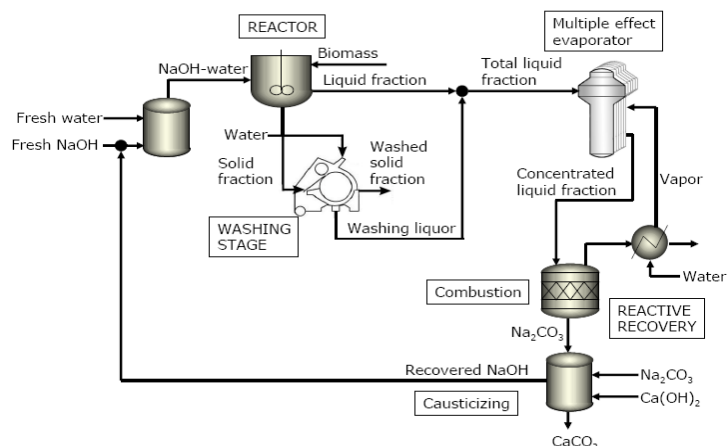 REACTOR
Multiple effect
evaporator
Biomass
NaOH-water
Liquid fraction
Total liquid
fraction
Fresh water
Fresh NaOH
Water
Solid
fraction
Washed
solid
fraction
Concentrated
liquid fraction
Vapor
WASHING
STAGE
Washing liquor
Water
Combustion
REACTIVE
RECOVERY
Na2CO3
Recovered NaOH
Na2CO3
Causticizing
Ca(OH)2